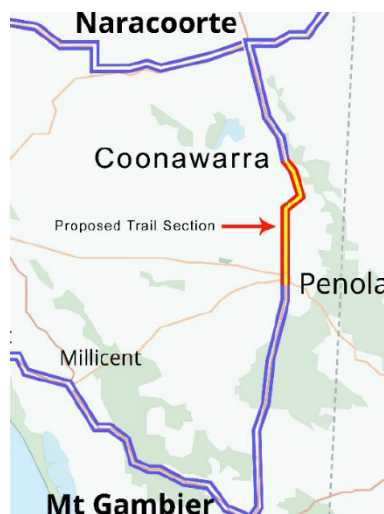 Naracoorte
Coonawarra
Proposed Trail Section
Penola
Millicent
Mt Gambier